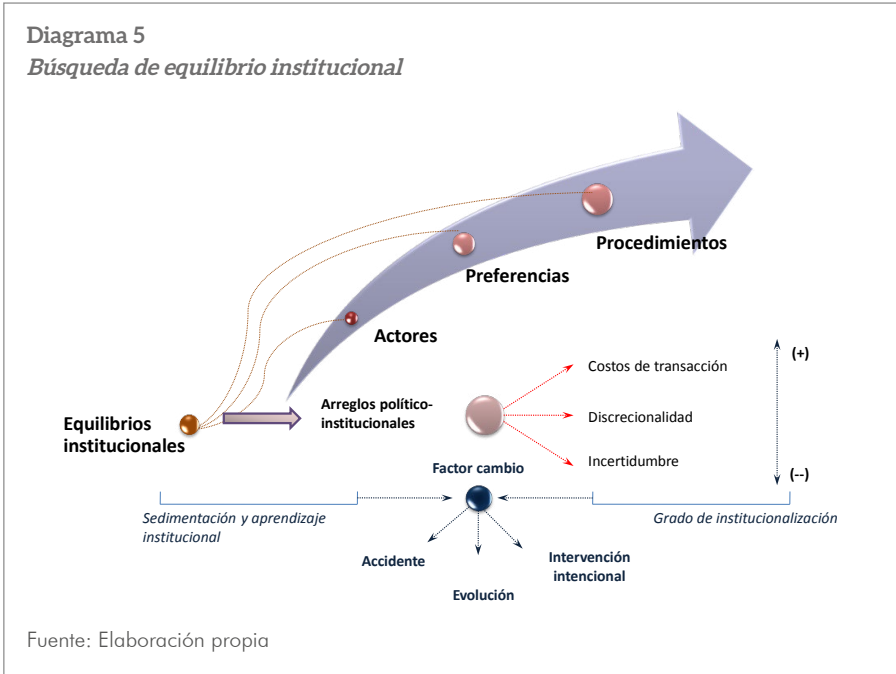 Diagrama 5
Búsqueda de equilibrio institucional
Procedimientos
Preferencias
Actores
Equilibrios
institucionales
Arreglos político-
institucionales
Costos de transacción
Discrecionalidad
Incertidumbre
(+)
(--)
Factor cambio
Sedimentación y aprendizaje
institucional
Grado de institucionalización
Accidente
Evolución
Intervención
intencional
Fuente: Elaboración propia